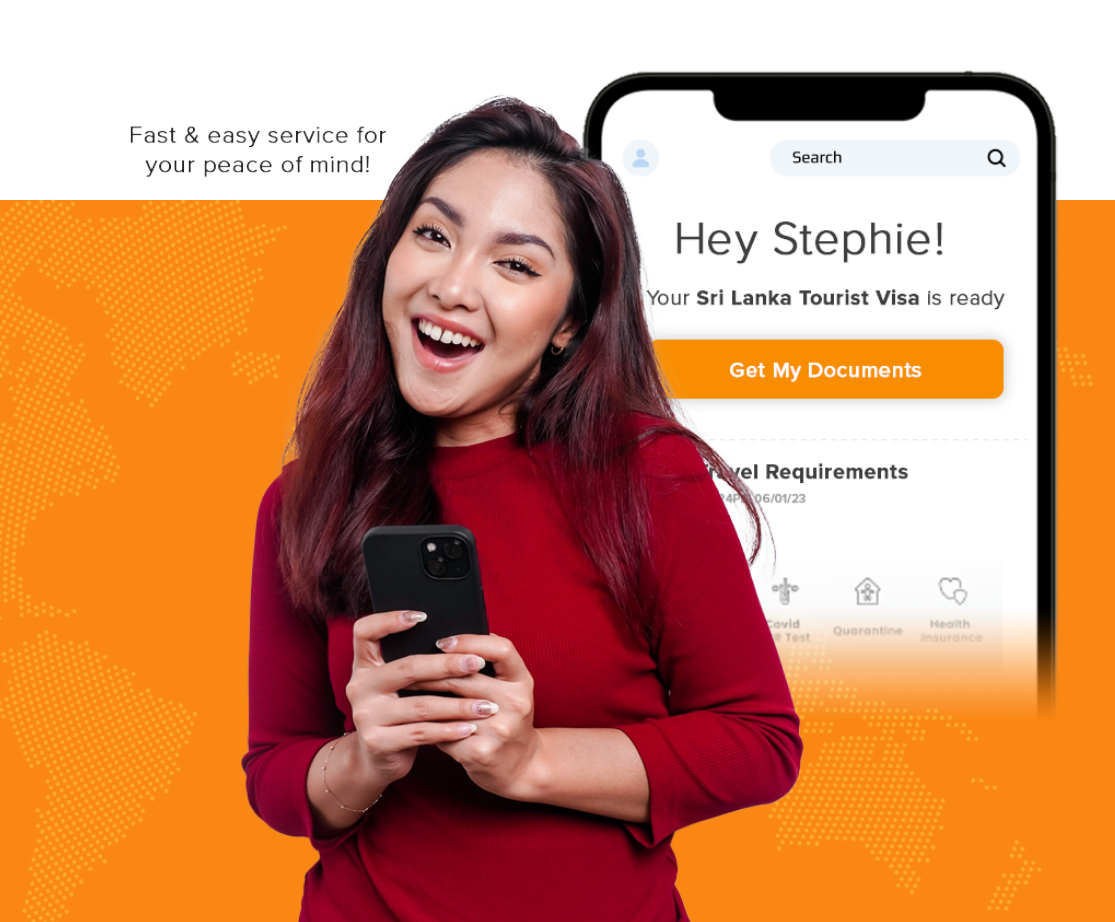 Fast & easy service for
your peace of mind!
Search
Hey Stephie!
Your Sri Lanka Tourist Visa is ready
Get My Documents
Travel Requirements
06/01/23
Covid
Test
Quarantine
Health
Insurance